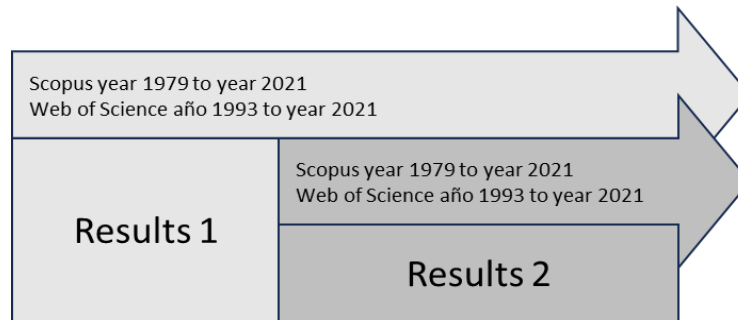 Scopus year 1979 to year 2021
Web of Science año 1993 to year 2021
Results 1
Scopus year 1979 to year 2021
Web of Science año 1993 to year 2021
Results 2